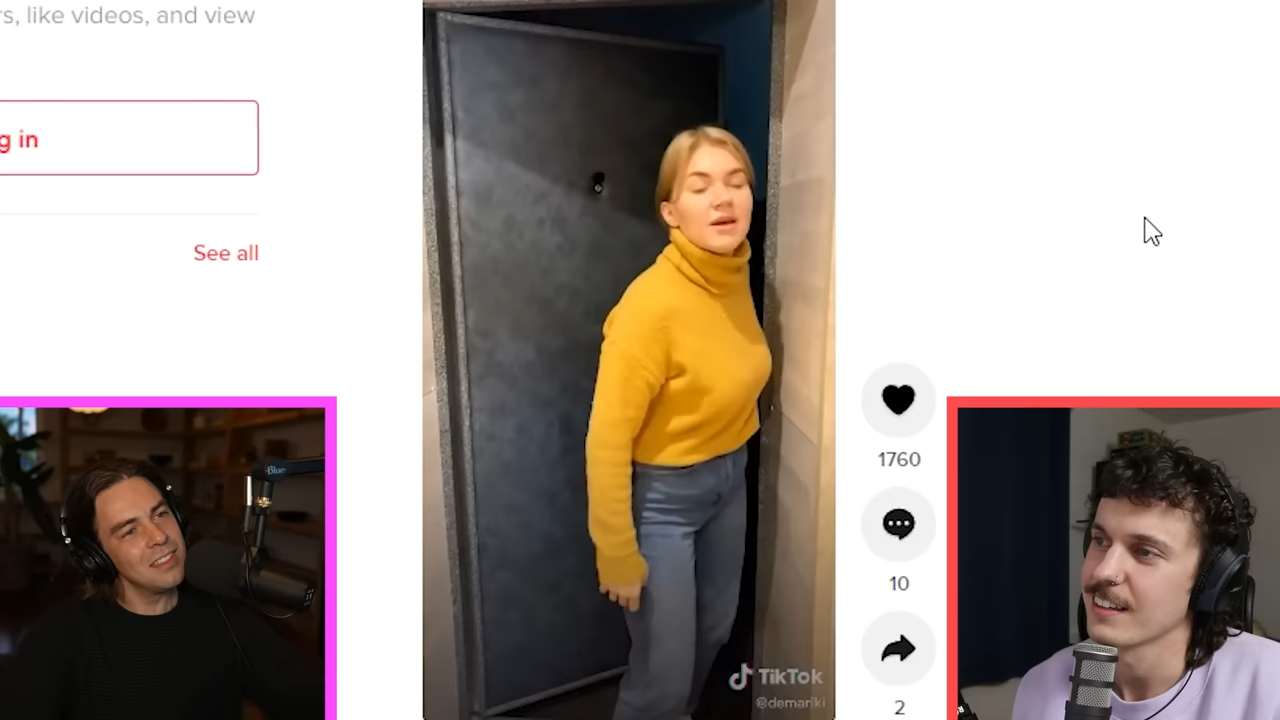 rs, like videos, and view
g in
See all
Blue
1760
10
2
TikTok
@demariki